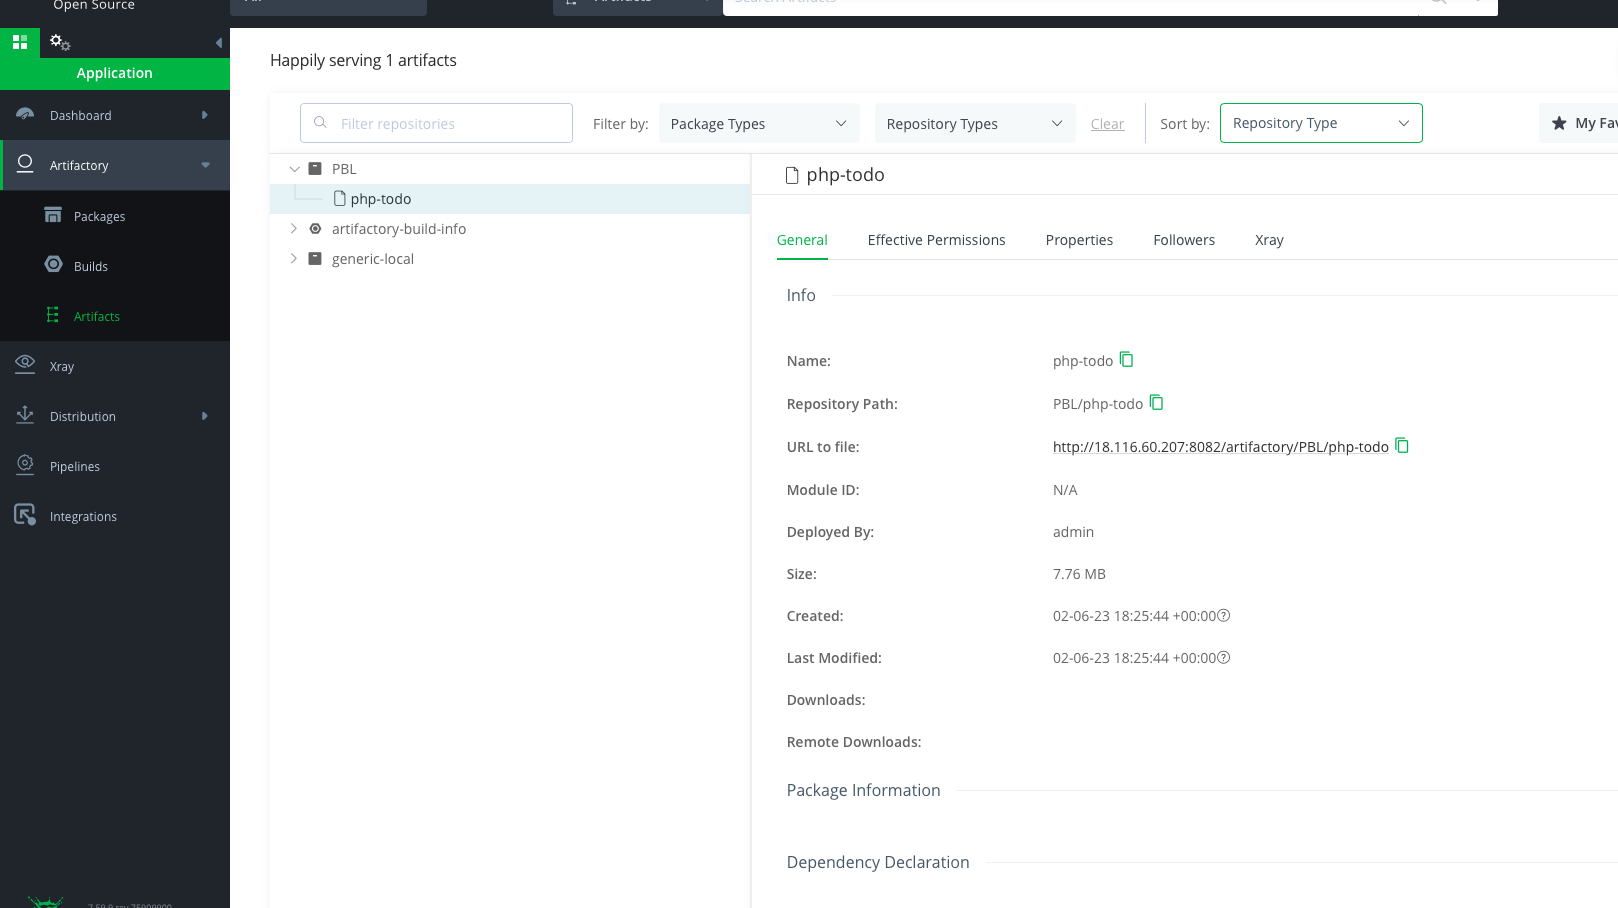 Open Source
Application
Dashboard
Artifactory
Packages
Builds
Artifacts
Xray
Distribution
Pipelines
Integrations
Happily serving 1 artifacts
Filter repositories
Filter by:
Package Types
Repository Types
Clear
Sort by:
Repository Type
My Fav
PBL
php-todo
artifactory-build-info
generic-local
php-todo
General
Effective Permissions
Properties
Followers
Xray
Info
Name:
php-todo
Repository Path:
PBL/php-todo
URL to file:
http://18.116.60.207:8082/artifactory/PBL/php-todo
Module ID:
N/A
Deployed By:
admin
Size:
7.76 MB
Created:
02-06-23 18:25:44 +00:00
Last Modified:
02-06-23 18:25:44 +00:00
Downloads:
Remote Downloads:
Package Information
Dependency Declaration